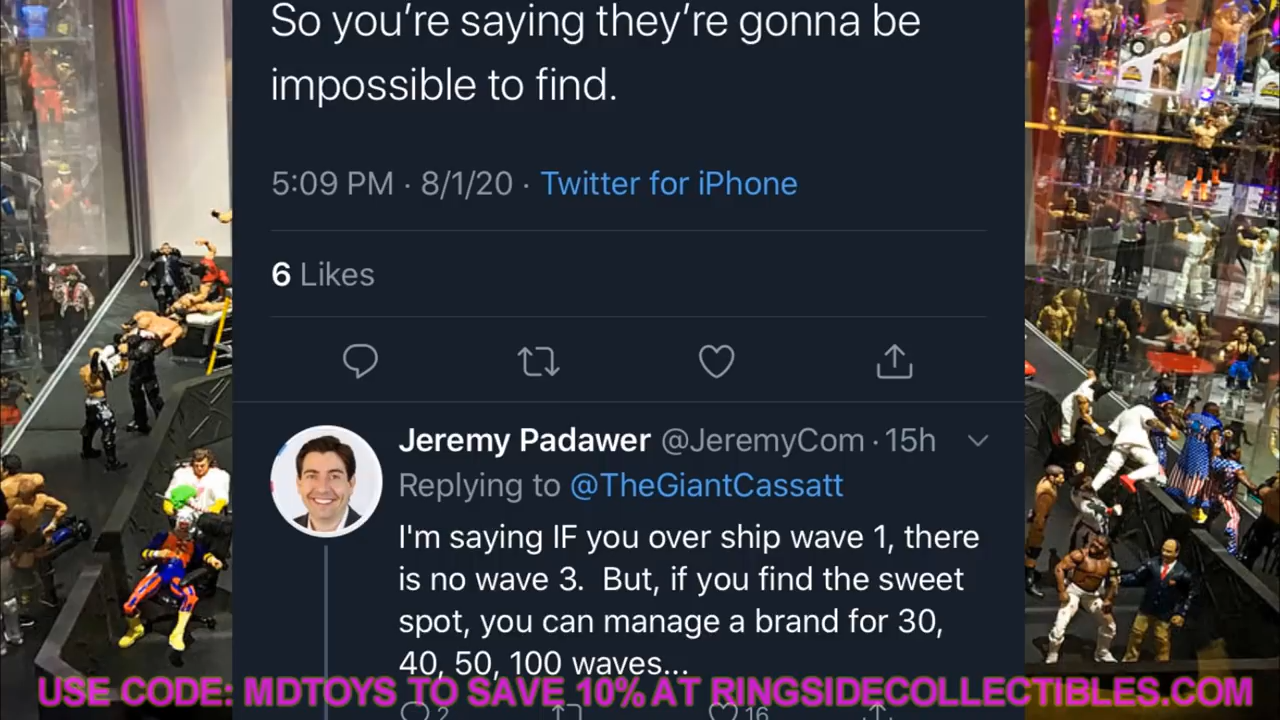 So you're saying they're gonna be
impossible to find.
5:09 PM · 8/1/20 · Twitter for iPhone
6 Likes
Jeremy Padawer @JeremyCom · 15h
Replying to @TheGiantCassatt
I'm saying IF you over ship wave 1, there
is no wave 3.  But, if you find the sweet
spot, you can manage a brand for 30,
40, 50, 100 waves...
USE CODE: MDTOYS TO SAVE 10% AT RINGSIDECOLLECTIBLES.COM
2 16